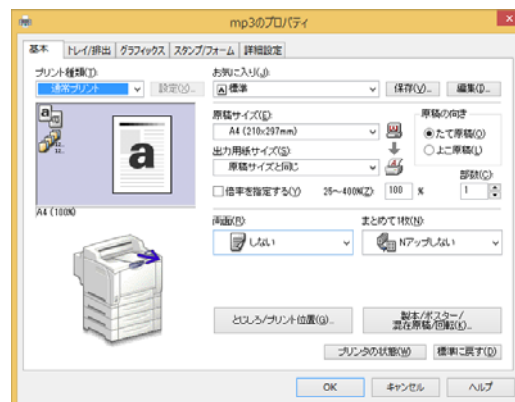 mp3のプロパティ
基本 トレイ/排出 グラフィックス スタンプ/フォーム 詳細設定
プリント種類(T): お気に入り(J):
通常プリント 設定(X)... a 標準 保存(V)... 編集(I)...
原稿サイズ(E): 原稿の向き
A4 (210x297mm) たて原稿(O)
出力用紙サイズ(S): よこ原稿(L)
原稿サイズと同じ 部数(C):
倍率を指定する(Y) 25～400%(Z): 100 % 1
a
A4 (100%)
両面(R): まとめて1枚(N):
しない Nアップしない
とじしろ/プリント位置(G)... 製本/ポスター/
混在原稿/回転(K)...
プリンタの状態(W) 標準に戻す(D)
OK キャンセル ヘルプ